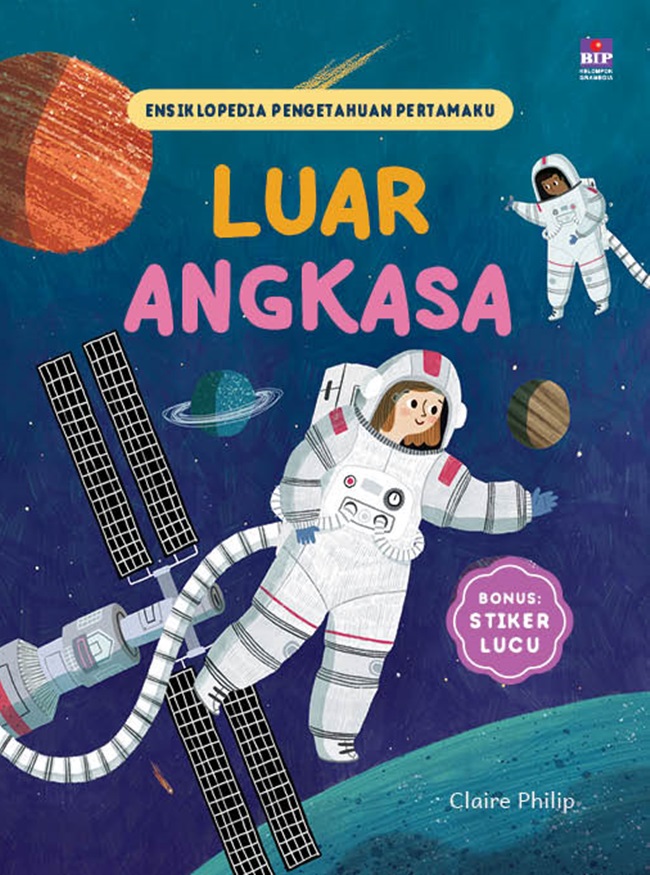 BIP
KELOMPOK
GRAMEDIA
ENSIKLOPEDIA PENGETAHUAN PERTAMAKU
LUAR
ANGKASA
BONUS:
STIKER
LUCU
Claire Philip